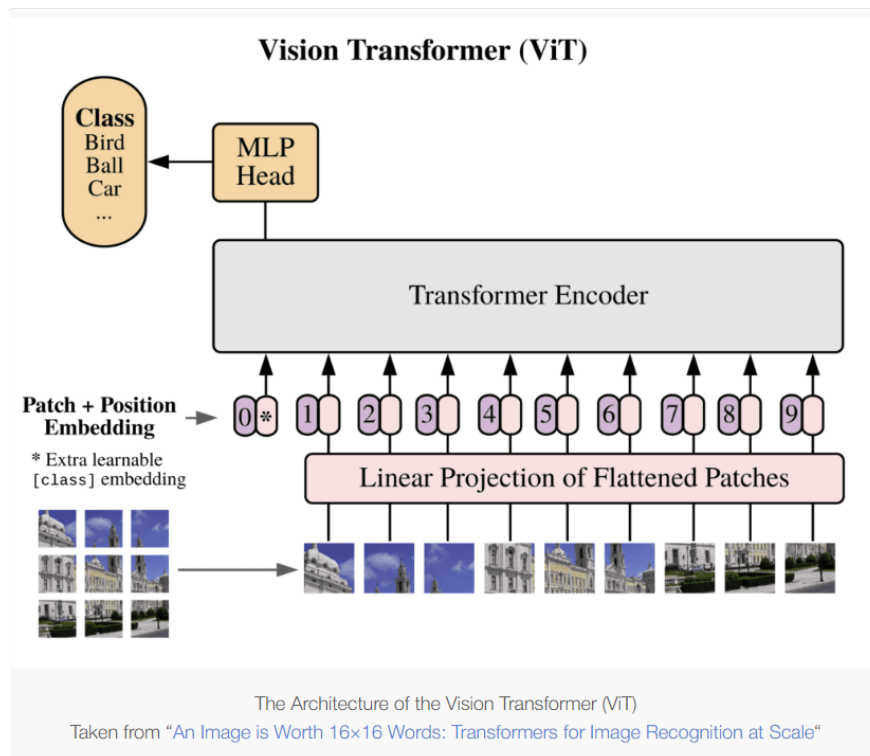 Vision Transformer (ViT)
Class
Bird
Ball
Car
...
MLP
Head
Transformer Encoder
Patch + Position
Embedding
0 * 1 2 3 4 5 6 7 8 9
* Extra learnable
[class] embedding
Linear Projection of Flattened Patches
The Architecture of the Vision Transformer (ViT)
Taken from “An Image is Worth 16×16 Words: Transformers for Image Recognition at Scale“